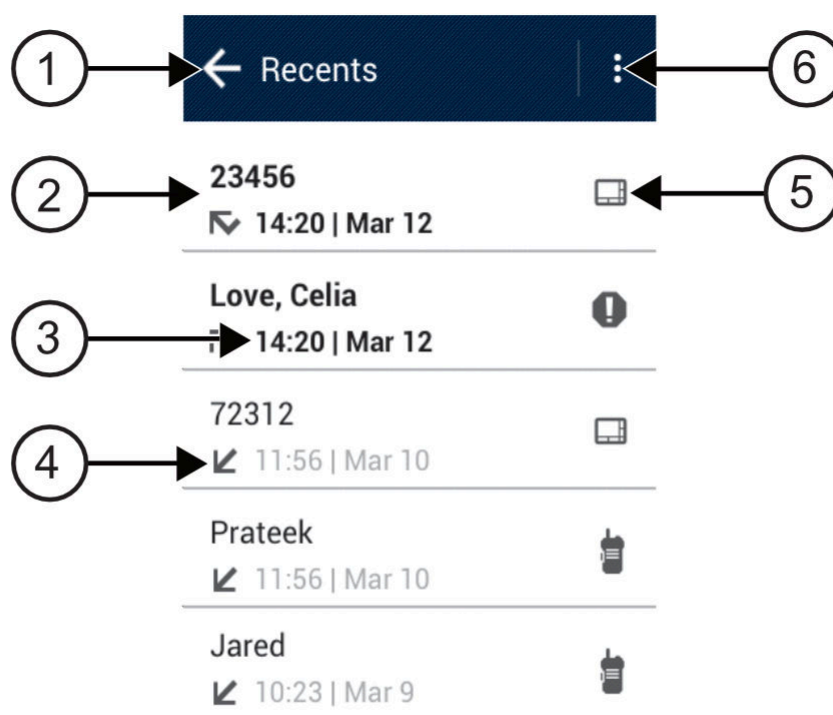 1
Recents
6
2
23456
5
14:20 | Mar 12
Love, Celia
3
14:20 | Mar 12
72312
4
11:56 | Mar 10
Prateek
11:56 | Mar 10
Jared
10:23 | Mar 9